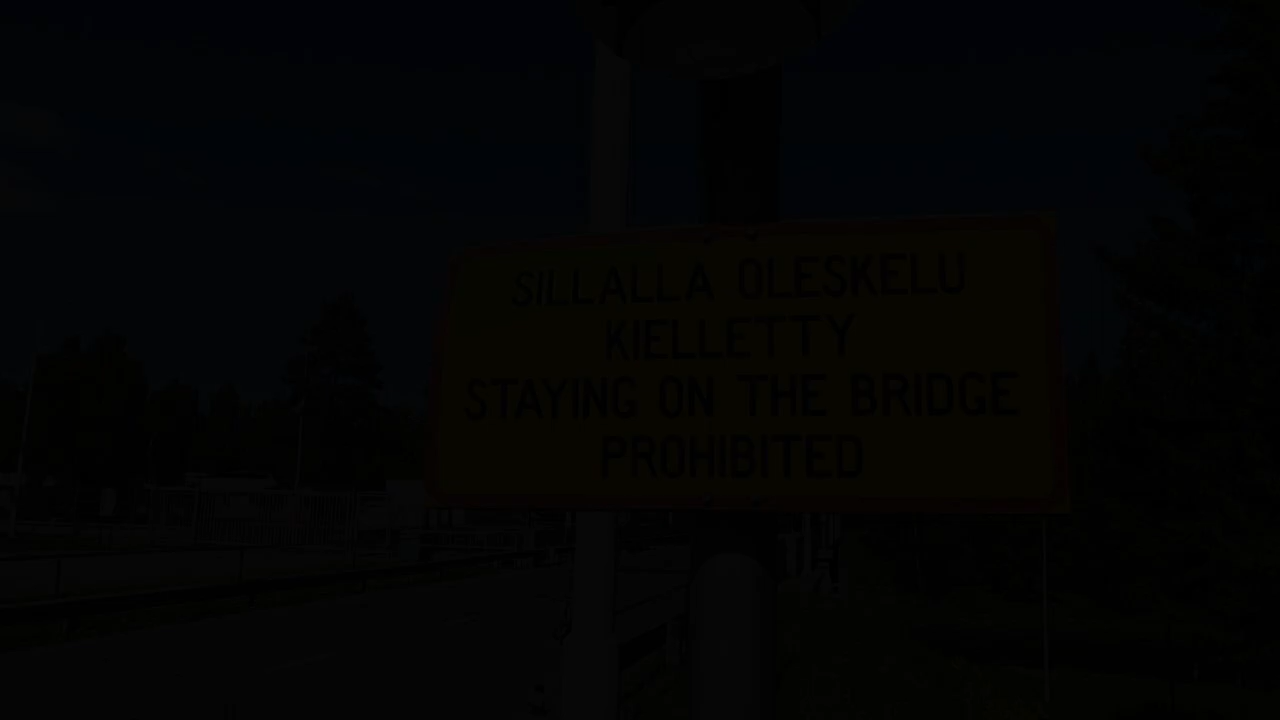 SILLALLA OLESKELU
KIELLETTY
STAYING ON THE BRIDGE
PROHIBITED